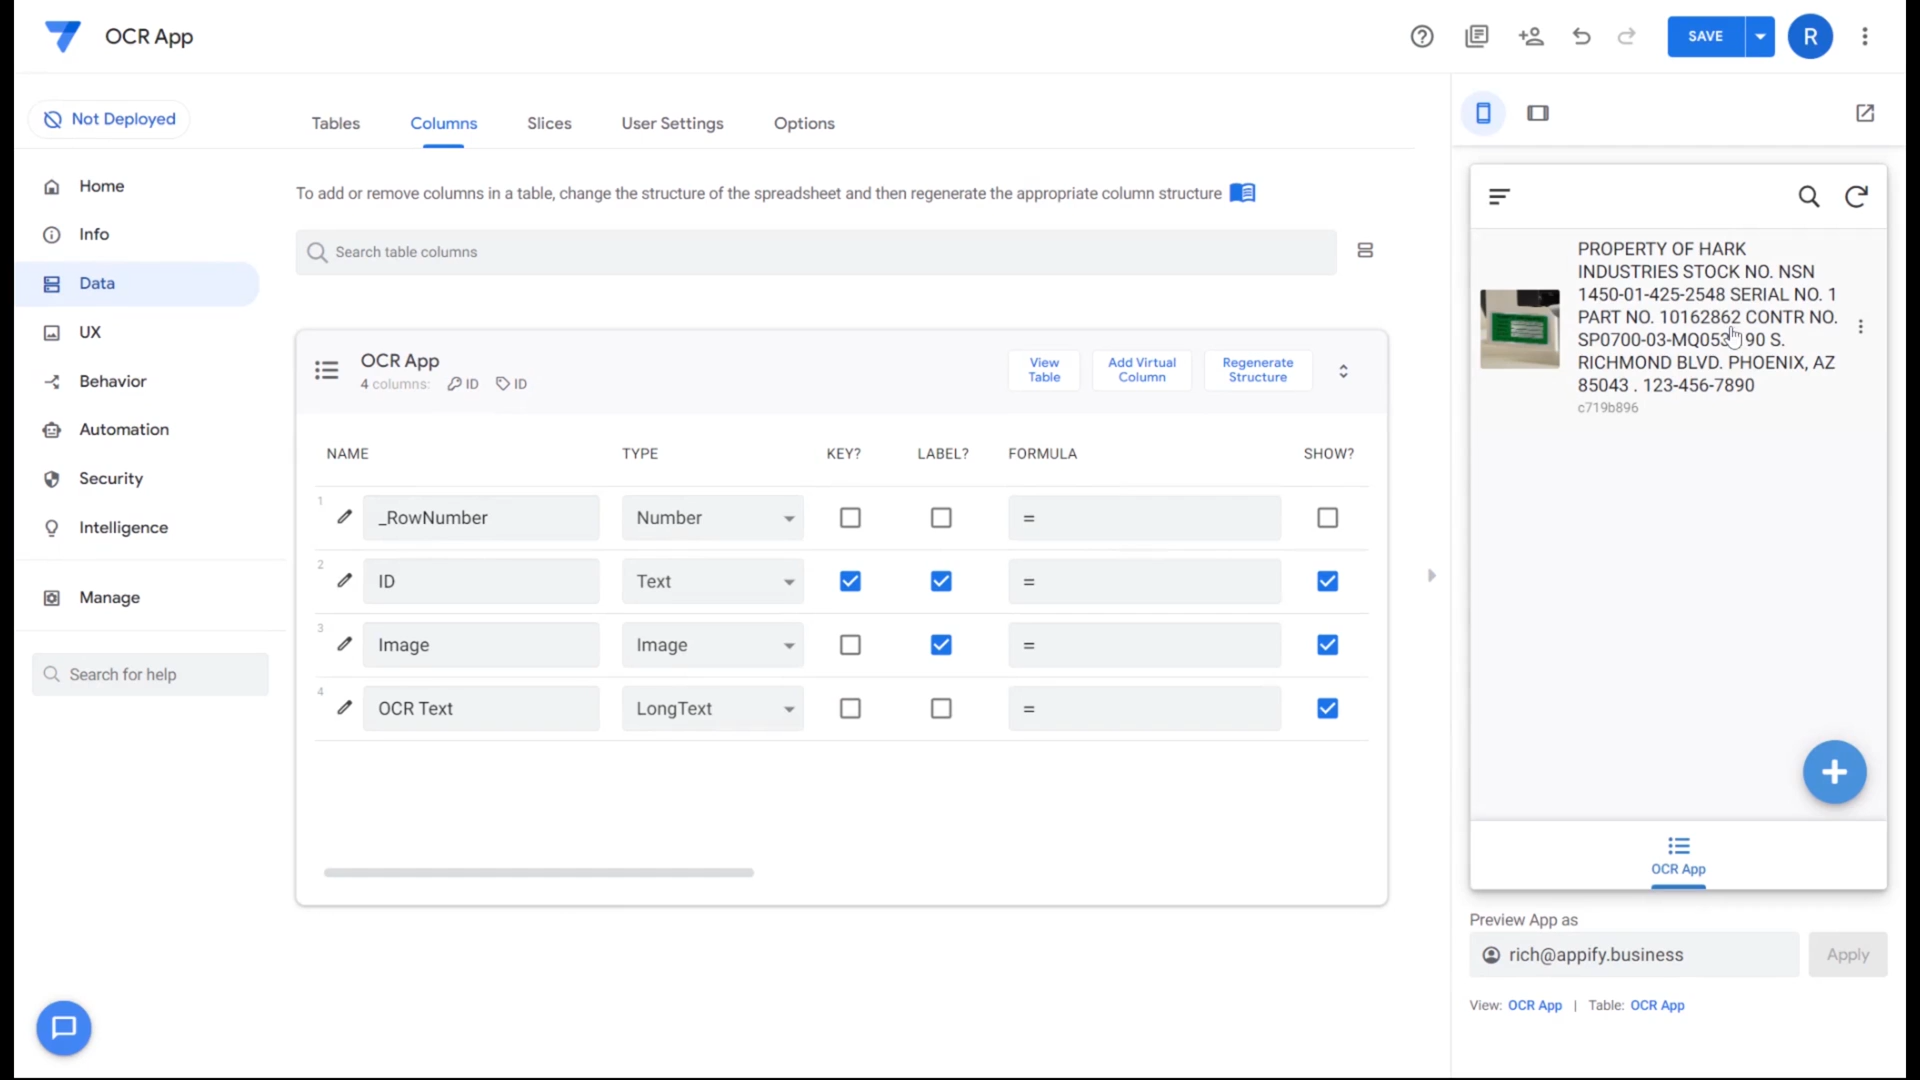 OCR App
SAVE
R
Not Deployed
Tables
Columns
Slices
User Settings
Options
Home
Info
Data
UX
Behavior
Automation
Security
Intelligence
Manage
Search for help
To add or remove columns in a table, change the structure of the spreadsheet and then regenerate the appropriate column structure
Search table columns
OCR App
4 columns: ID ID
View
Table
Add Virtual
Column
Regenerate
Structure
NAME TYPE KEY? LABEL? FORMULA SHOW?
1 _RowNumber Number =
2 ID Text =
3 Image Image =
4 OCR Text LongText =
PROPERTY OF HARK
INDUSTRIES STOCK NO. NSN
1450-01-425-2548 SERIAL NO. 1
PART NO. 10162862 CONTR NO.
90 S.
RICHMOND BLVD. PHOENIX, AZ
85043 . 123-456-7890
c719b896
OCR App
Preview App as
rich@appify.business
Apply
View: OCR App | Table: OCR App